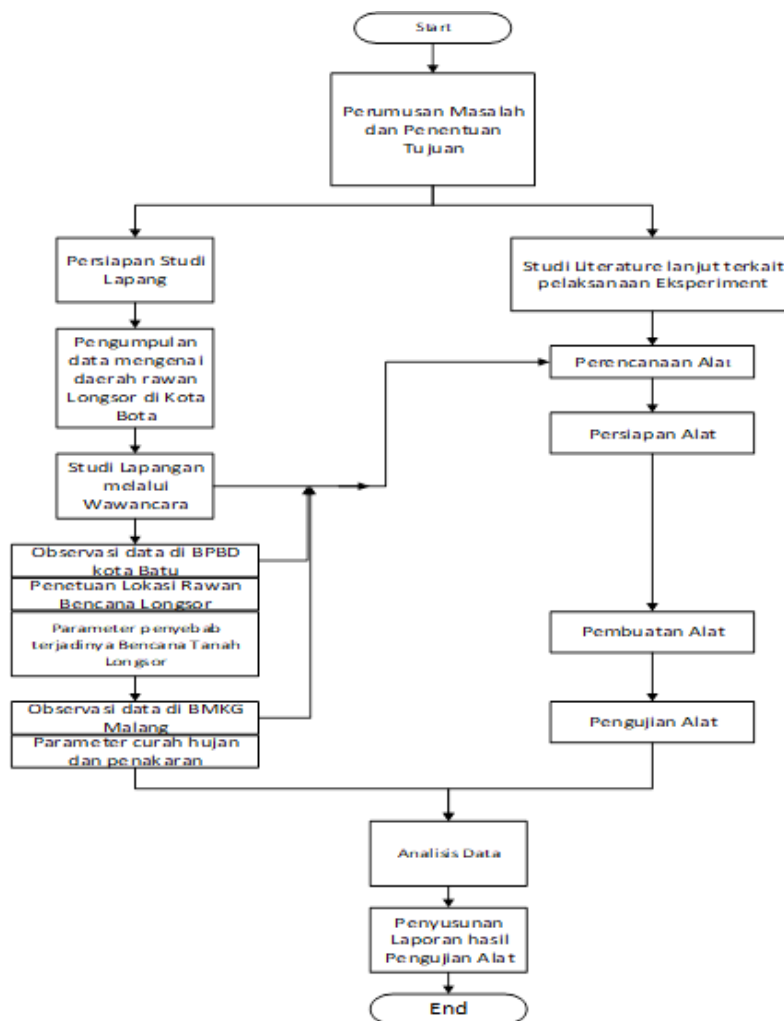 Start
Perumusan Masalah
dan Penentuan
Tujuan
Persiapan Studi
Lapang
Pengumpulan
data mengenai
daerah rawan
Longsor di Kota
Bota
Studi Lapangan
melalui
Wawancara
Observasi data di BPBD
kota Batu
Penetuan Lokasi Rawan
Bencana Longsor
Parameter penyebab
terjadinya Bencana Tanah
Longsor
Observasi data di BMKG
Malang
Parameter curah hujan
dan penakaran
Studi Literature lanjut terkait
pelaksanaan Eksperiment
Perencanaan Alat
Persiapan Alat
Pembuatan Alat
Pengujian Alat
Analisis Data
Penyusunan
Laporan hasil
Pengujian Alat
End